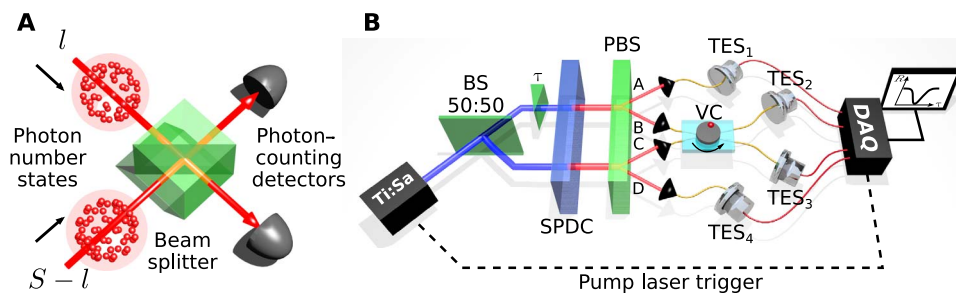 A
l
Photon
number
states
S − l
Photon–
counting
detectors
Beam
splitter
B
BS
50:50
τ
PBS
A
B
C
D
VC
TES1
TES2
TES3
TES4
Ti:Sa
SPDC
DAQ
R
τ
Pump laser trigger